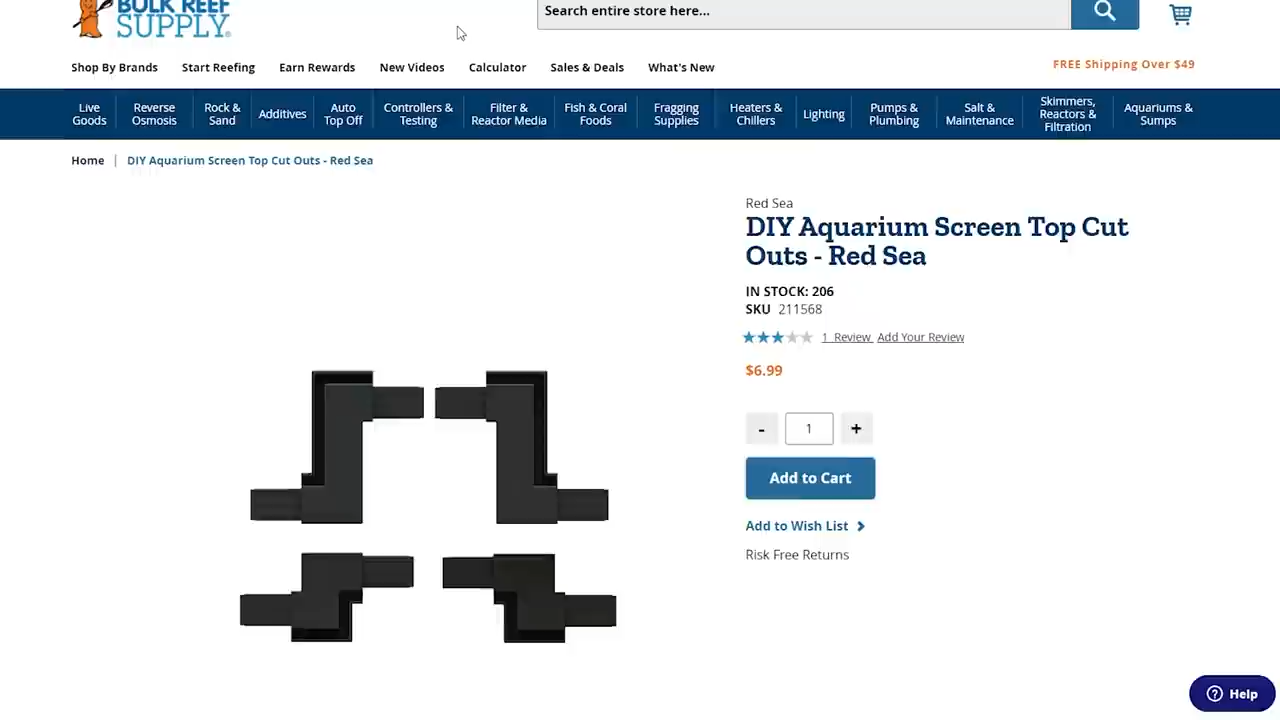 BULK REEF
SUPPLY
Search entire store here...
Shop By Brands
Start Reefing
Earn Rewards
New Videos
Calculator
Sales & Deals
What's New
FREE Shipping Over $49
Live
Goods
Reverse
Osmosis
Rock &
Sand
Additives
Auto
Top Off
Controllers &
Testing
Filter &
Reactor Media
Fish & Coral
Foods
Fragging
Supplies
Heaters &
Chillers
Lighting
Pumps &
Plumbing
Salt &
Maintenance
Skimmers,
Reactors &
Filtration
Aquariums &
Sumps
Home | DIY Aquarium Screen Top Cut Outs - Red Sea
Red Sea
DIY Aquarium Screen Top Cut
Outs - Red Sea
IN STOCK: 206
SKU 211568
1 Review Add Your Review
$6.99
- 1 +
Add to Cart
Add to Wish List
Risk Free Returns
Help